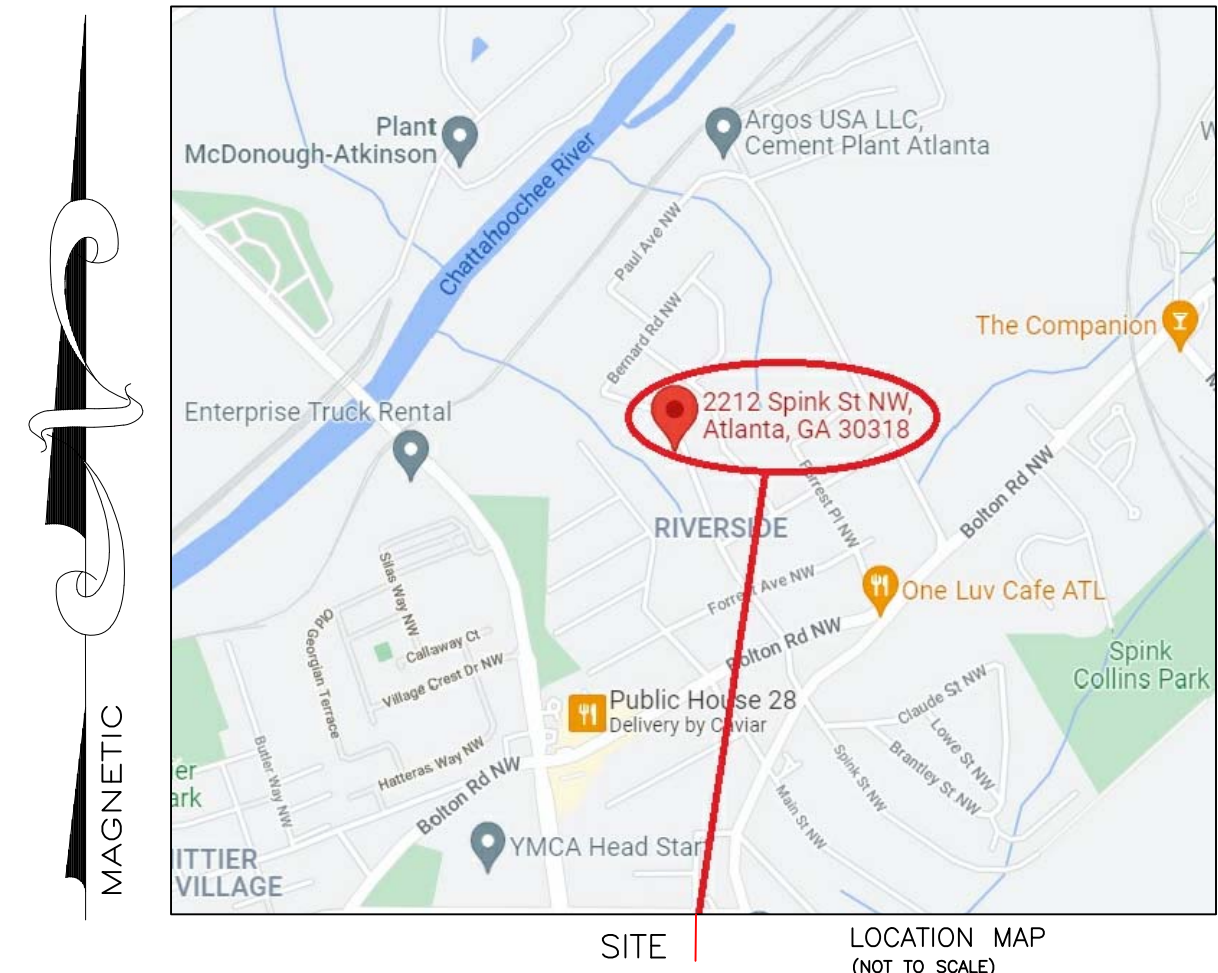 Plant
McDonough-Atkinson
Argos USA LLC,
Cement Plant Atlanta
W
Chattahoochee River
Paul Ave NW
Bernard Rd NW
The Companion
2212 Spink St NW,
Atlanta, GA 30318
Enterprise Truck Rental
Forrest Pl NW
Bolton Rd NW
RIVERSIDE
Silas Way NW
Forrest Ave NW
One Luv Cafe ATL
Old
Georgian Terrace
Callaway Ct
Village Crest Dr NW
Bolton Rd NW
Spink
Collins Park
Claude St NW
Lowe St NW
Brantley St NW
Public House 28
Delivery by Caviar
Butler Way NW
Hatteras Way NW
Spink St NW
Main St NW
er
ark
Bolton Rd NW
YMCA Head Star
ITTIER
VILLAGE
MAGNETIC
SITE
LOCATION MAP
(NOT TO SCALE)